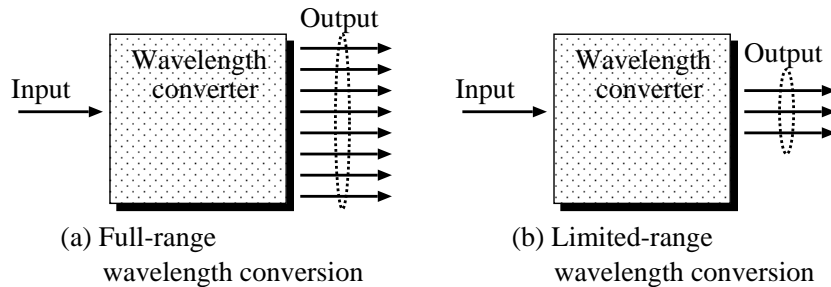 Output
Wavelength
converter
Input
(a) Full-range
wavelength conversion
Output
Wavelength
converter
Input
(b) Limited-range
wavelength conversion